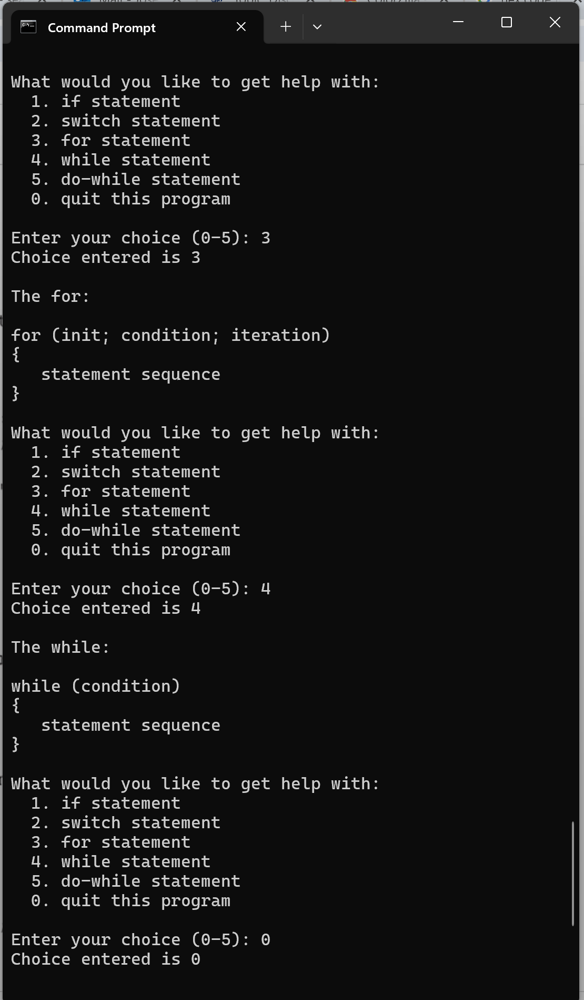 Command Prompt
What would you like to get help with:
  1. if statement
  2. switch statement
  3. for statement
  4. while statement
  5. do-while statement
  0. quit this program

Enter your choice (0-5): 3
Choice entered is 3

The for:

for (init; condition; iteration)
{
   statement sequence
}

What would you like to get help with:
  1. if statement
  2. switch statement
  3. for statement
  4. while statement
  5. do-while statement
  0. quit this program

Enter your choice (0-5): 4
Choice entered is 4

The while:

while (condition)
{
   statement sequence
}

What would you like to get help with:
  1. if statement
  2. switch statement
  3. for statement
  4. while statement
  5. do-while statement
  0. quit this program

Enter your choice (0-5): 0
Choice entered is 0